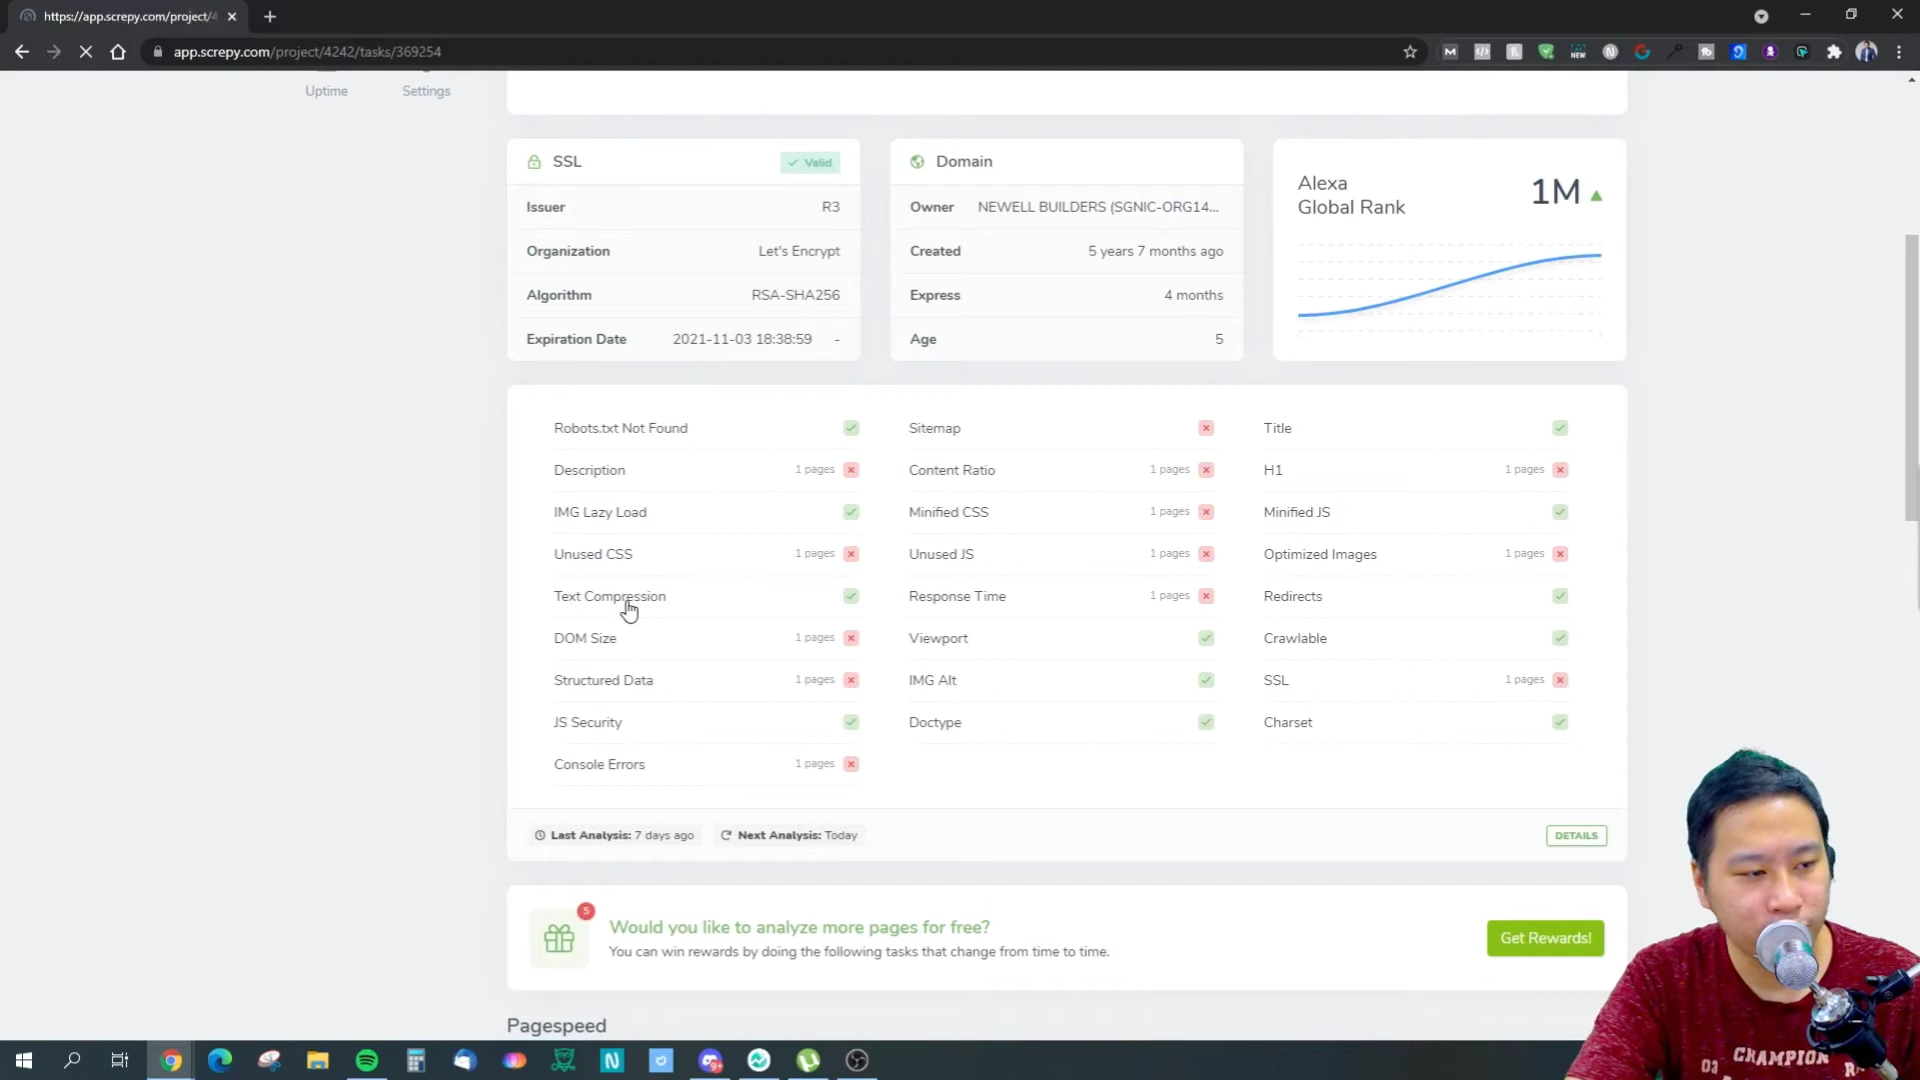 https://app.screpy.com/project/4
app.screpy.com/project/4242/tasks/369254
NEW
Uptime
Settings
SSL
Valid
Issuer
R3
Organization
Let's Encrypt
Algorithm
RSA-SHA256
Expiration Date
2021-11-03 18:38:59 -
Domain
Owner
NEWELL BUILDERS (SGNIC-ORG14...
Created
5 years 7 months ago
Express
4 months
Age
5
Alexa
Global Rank
1M
Robots.txt Not Found
Sitemap
Title
Description
1 pages
Content Ratio
1 pages
H1
1 pages
IMG Lazy Load
Minified CSS
1 pages
Minified JS
Unused CSS
1 pages
Unused JS
1 pages
Optimized Images
1 pages
Text Compression
Response Time
1 pages
Redirects
DOM Size
1 pages
Viewport
Crawlable
Structured Data
1 pages
IMG Alt
SSL
1 pages
JS Security
Doctype
Charset
Console Errors
1 pages
Last Analysis: 7 days ago
Next Analysis: Today
DETAILS
5
Would you like to analyze more pages for free?
You can win rewards by doing the following tasks that change from time to time.
Get Rewards!
Pagespeed
CHAMPION
03